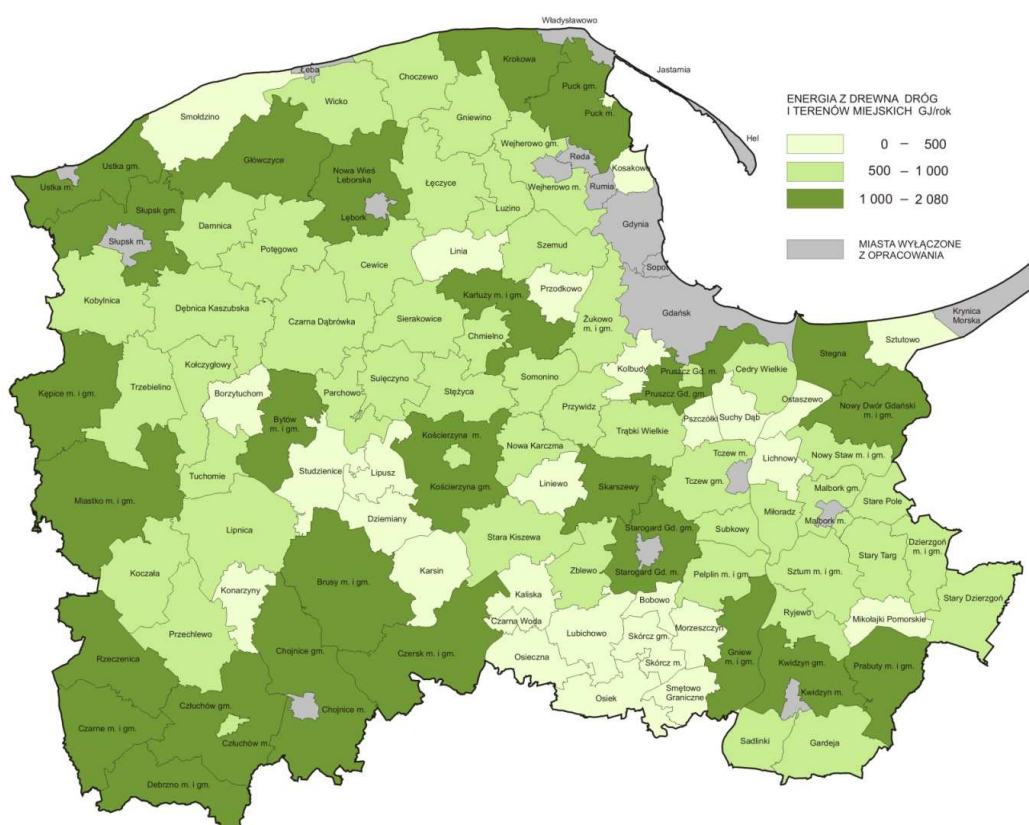 Władysławowo
Jastarnia
Hel
ENERGIA Z DREWNA DRÓG
I TERENÓW MIEJSKICH GJ/rok
0 – 500
500 – 1 000
1 000 – 2 080
MIASTA WYŁĄCZONE
Z OPRACOWANIA
Łeba
Krokowa
Choczewo
Puck gm.
Wicko
Puck m.
Smołdzino
Gniewino
Wejherowo gm.
Reda
Ustka gm.
Główczyce
Nowa Wieś
Leborska
Kosakowo
Ustka m.
Łęczyce
Wejherowo m.
Rumia
Słupsk gm.
Lębork
Luzino
Damnica
Gdynia
Słupsk m.
Potęgowo
Linia
Szemud
Cewice
Sopot
Przodkowo
Kobylnica
Dębnica Kaszubska
Kartuzy m. i gm.
Czarna Dąbrówka
Sierakowice
Gdańsk
Krynica
Morska
Chmielno
Żukowo
m. i gm.
Sztutowo
Stegna
Kołczygłowy
Pruszcz Gd. m.
Kolbudy
Cedry Wielkie
Kępice m. i gm.
Trzebielino
Sulęczyno
Somonino
Borzytuchom
Parchowo
Stężyca
Pruszcz Gd. gm.
Ostaszewo
Nowy Dwór Gdański
m. i gm.
Bytów
m. i gm.
Przywidz
Pszczółki
Suchy Dąb
Kościerzyna m.
Trąbki Wielkie
Nowa Karczma
Tczew m.
Nowy Staw m. i gm.
Studzienice
Lipusz
Lichnowy
Miastko m. i gm.
Tuchomie
Kościerzyna gm.
Liniewo
Skarszewy
Tczew gm.
Malbork gm.
Stare Pole
Dziemiany
Miłoradz
Malbork m.
Lipnica
Starogard Gd. gm.
Subkowy
Stara Kiszewa
Dzierzgoń
m. i gm.
Stary Targ
Koczała
Karsin
Zblewo
Starogard Gd. m.
Pelplin m. i gm.
Sztum m. i gm.
Brusy m. i gm.
Konarzyny
Kaliska
Stary Dzierzgoń
Bobowo
Czarna Woda
Morzeszczyn
Ryjewo
Mikołajki Pomorskie
Przechlewo
Lubichowo
Skórcz gm.
Chojnice gm.
Czersk m. i gm.
Rzeczenica
Osieczna
Skórcz m.
Gniew
m. i gm.
Kwidzyn gm.
Prabuty m. i gm.
Smętowo
Graniczne
Osiek
Człuchów gm.
Chojnice m.
Kwidzyn m.
Czarne m. i gm.
Człuchów m.
Sadlinki
Gardeja
Debrzno m. i gm.